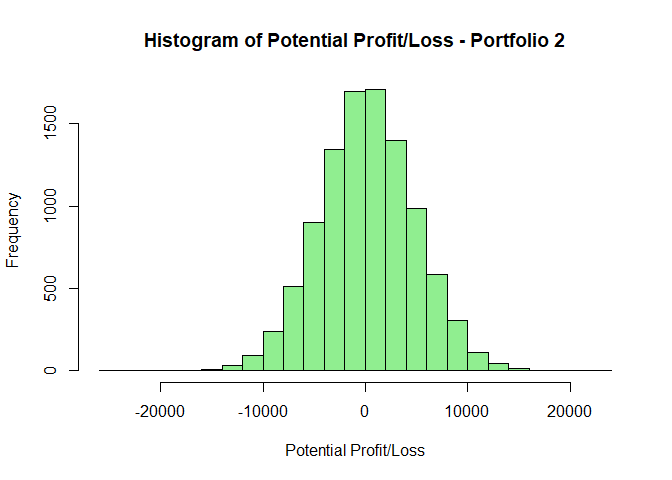 Histogram of Potential Profit/Loss - Portfolio 2
Frequency
1500
1000
500
0
-20000 -10000 0 10000 20000
Potential Profit/Loss